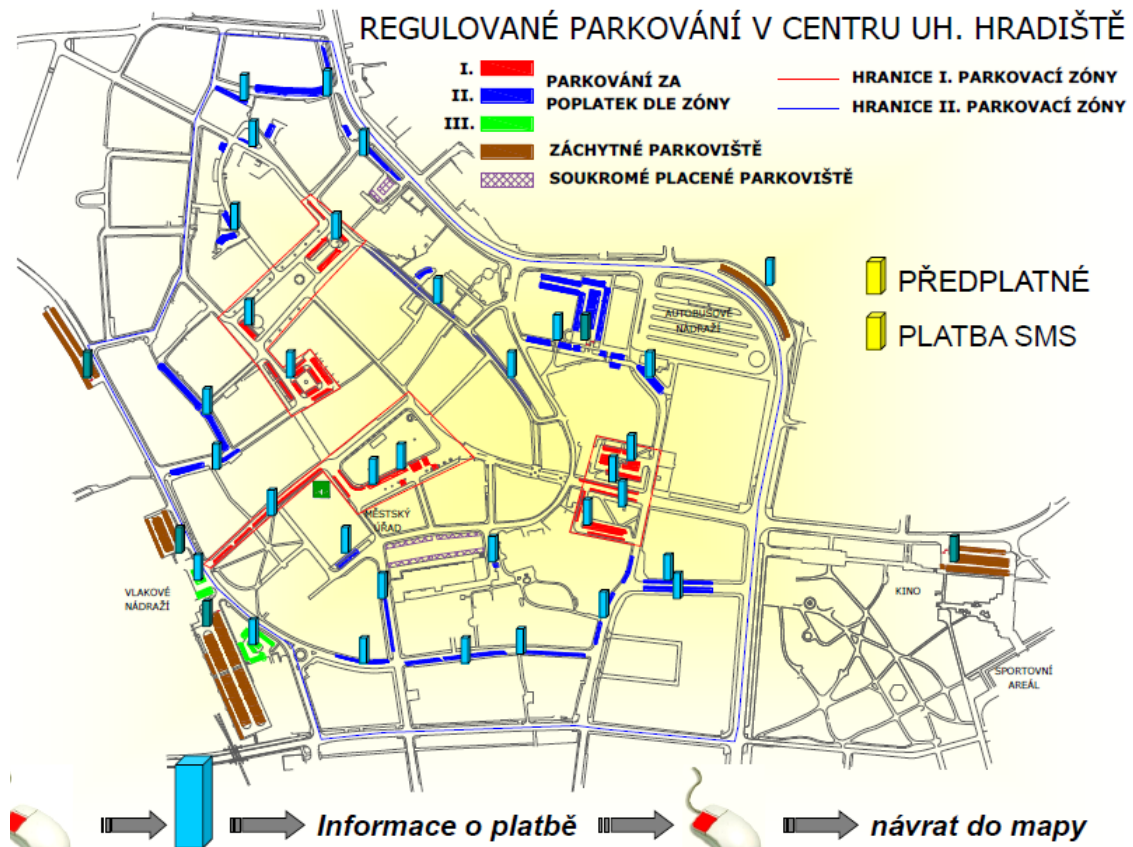 REGULOVANÉ PARKOVÁNÍ V CENTRU UH. HRADIŠTĚ
I.
II.
III.
PARKOVÁNÍ ZA
POPLATEK DLE ZÓNY
HRANICE I. PARKOVACÍ ZÓNY
HRANICE II. PARKOVACÍ ZÓNY
ZÁCHYTNÉ PARKOVIŠTĚ
SOUKROMÉ PLACENÉ PARKOVIŠTĚ
PŘEDPLATNÉ
PLATBA SMS
AUTOBUSOVÉ
NÁDRAŽÍ
MĚSTSKÝ
ÚŘAD
VLAKOVÉ
NÁDRAŽÍ
KINO
SPORTOVNÍ
AREÁL
Informace o platbě
návrat do mapy